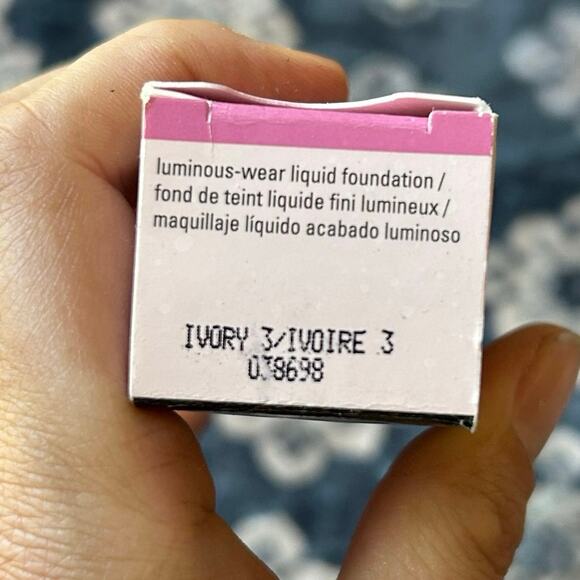 luminous-wear liquid foundation /
fond de teint liquide fini lumineux /
maquillaje líquido acabado luminoso
IVORY 3/IVOIRE 3
038698